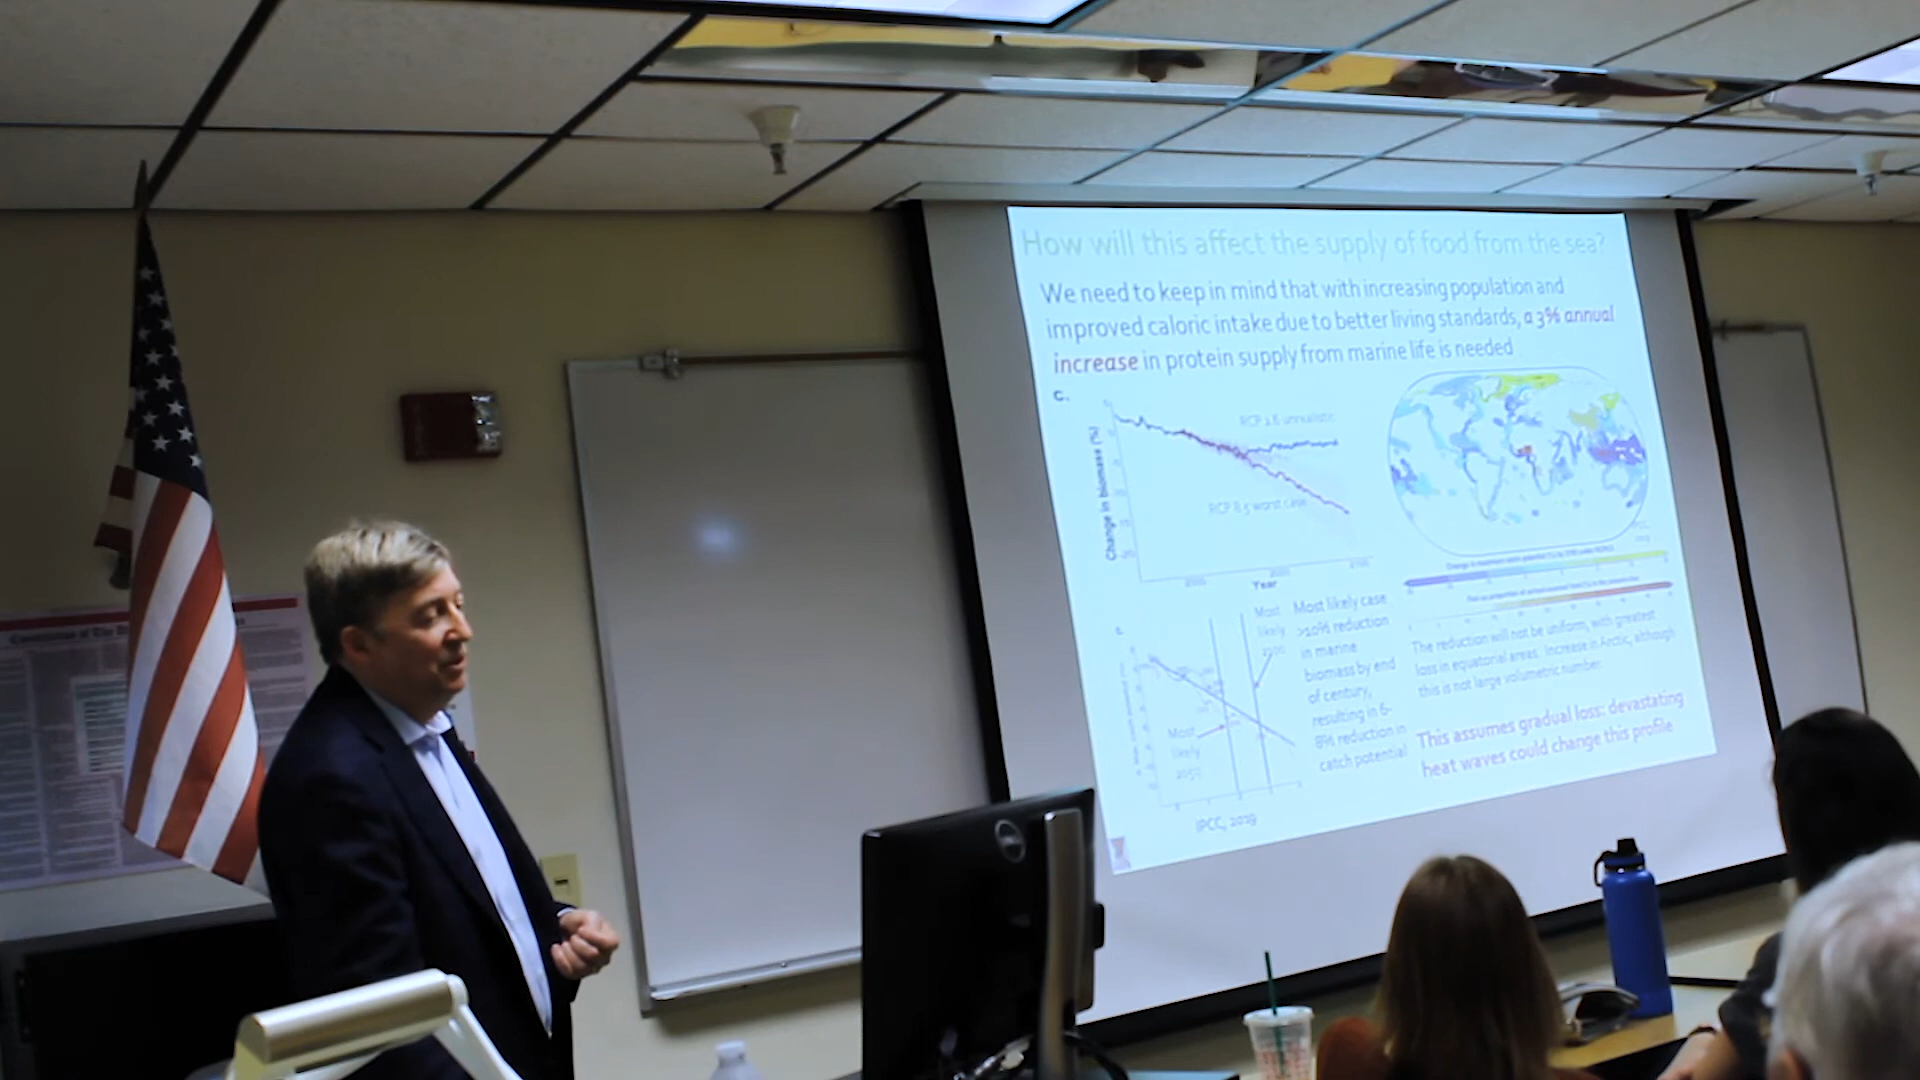 How will this affect the supply of food from the sea?
We need to keep in mind that with increasing population and
improved caloric intake due to better living standards, a 3% annual
increase in protein supply from marine life is needed
c.
Change in biomass (%)
RCP 2.6 unrealistic
RCP 8.5 worst case
Year
Most
likely
2100
Most
likely
2050
IPCC, 2019
Most likely case
>10% reduction
in marine
biomass by end
of century,
resulting in 6-
8% reduction in
catch potential
The reduction will not be uniform, with greatest
loss in equatorial areas. Increase in Arctic, although
this is not large volumetric number.
This assumes gradual loss: devastating
heat waves could change this profile